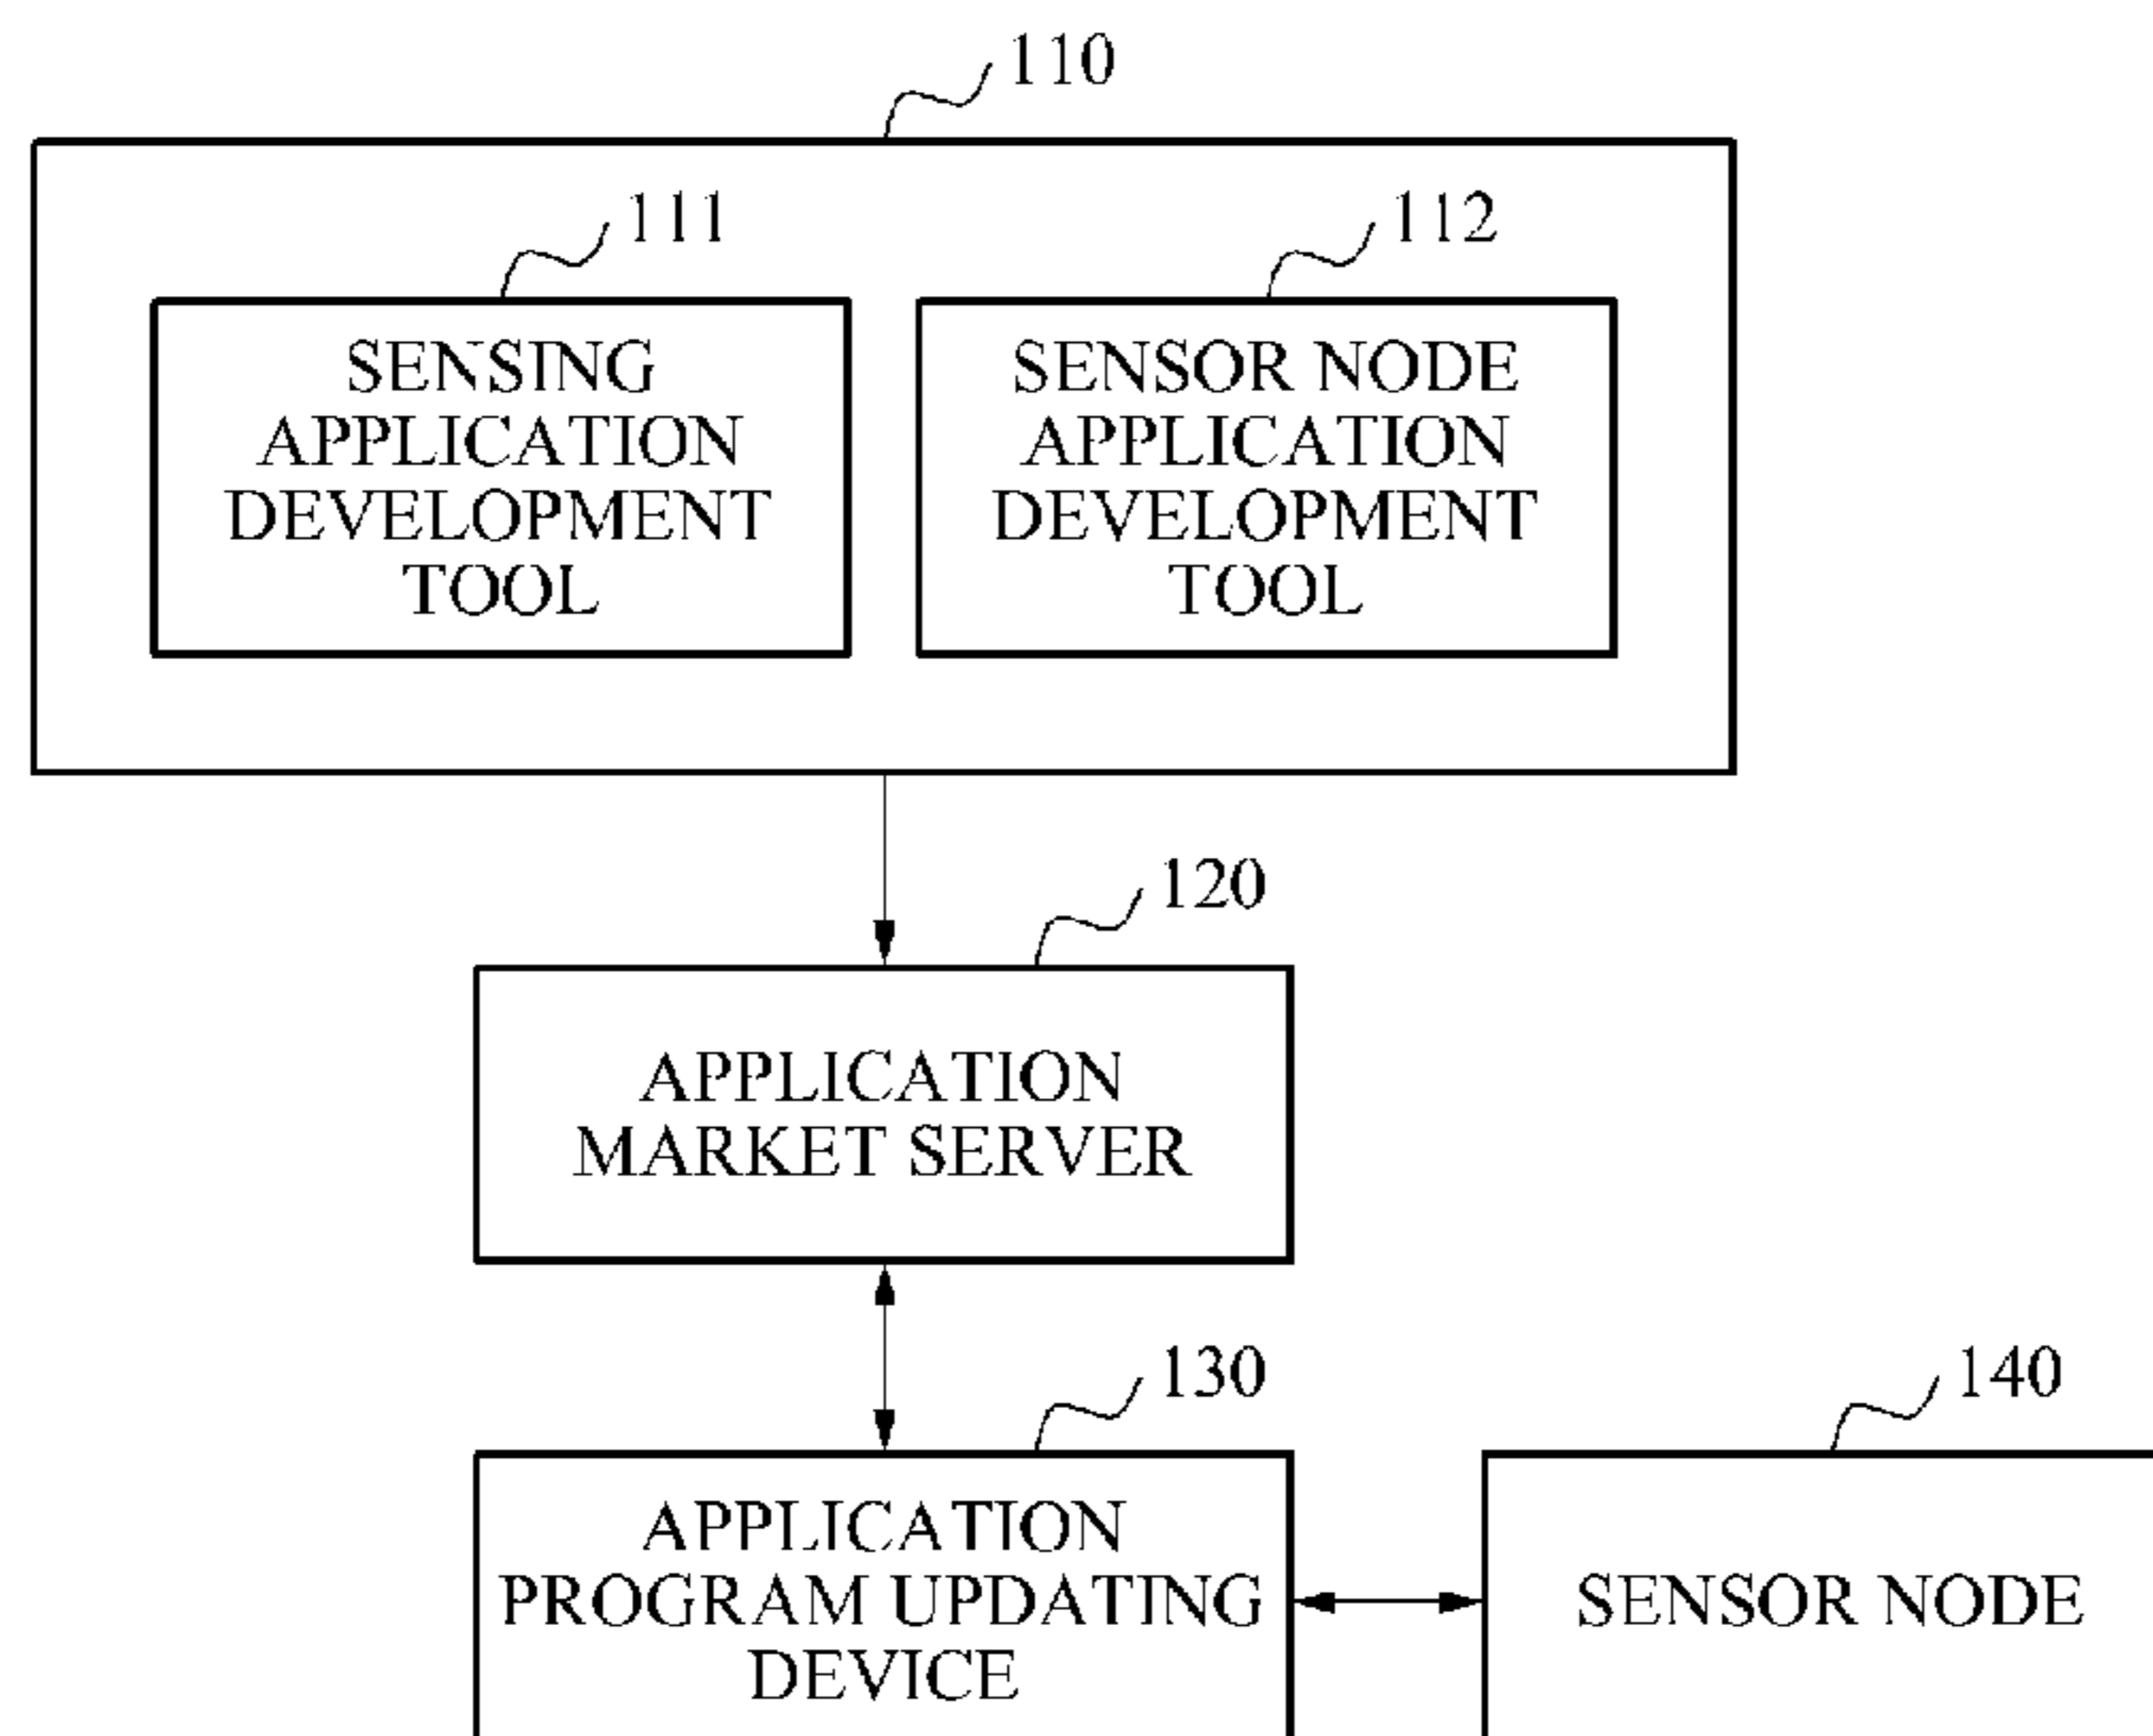 110
111
112
SENSING
APPLICATION
DEVELOPMENT
TOOL
SENSOR NODE
APPLICATION
DEVELOPMENT
TOOL
120
APPLICATION
MARKET SERVER
130
140
APPLICATION
PROGRAM UPDATING
DEVICE
SENSOR NODE